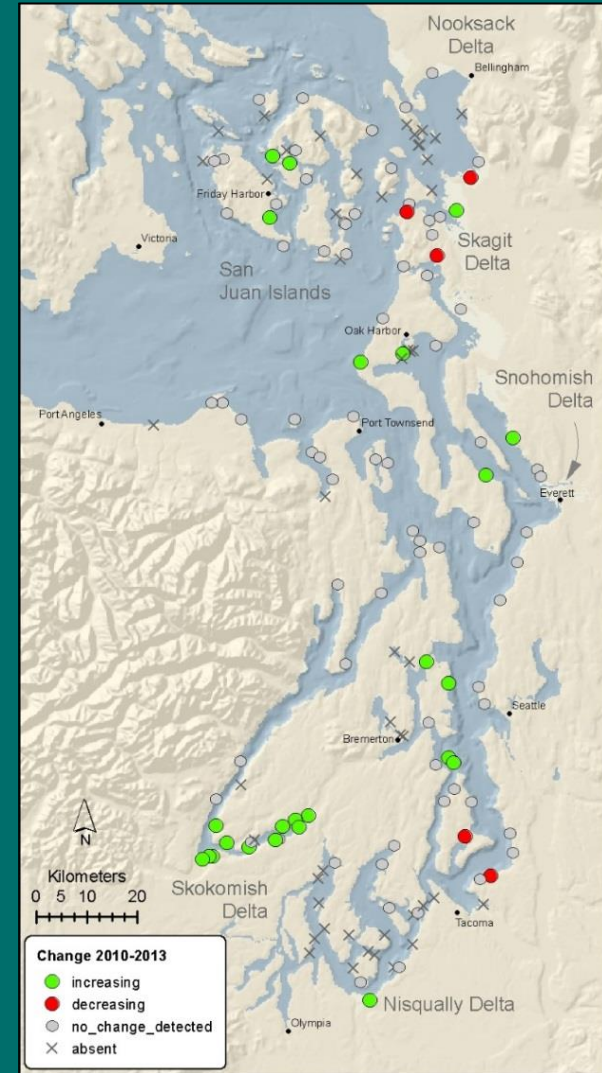 Nooksack
Delta
Bellingham
Friday Harbor
Victoria
Skagit
Delta
San
Juan Islands
Oak Harbor
Snohomish
Delta
Port Angeles
Port Townsend
Everett
Seattle
Bremerton
N
Kilometers
0 5 10 20
Skokomish
Delta
Tacoma
Change 2010-2013
increasing
decreasing
no_change_detected
absent
Nisqually Delta
Olympia